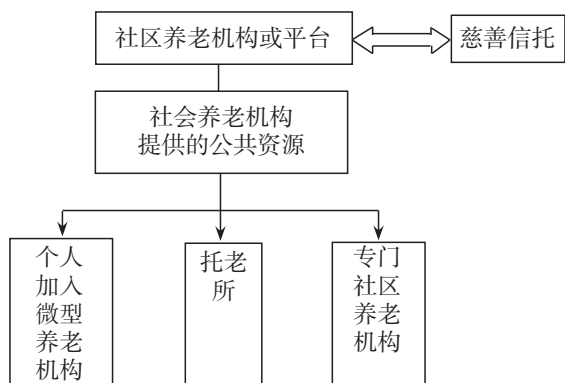 社区养老机构或平台
慈善信托
社会养老机构
提供的公共资源
个人
加入
微型
养老
机构
托老
所
专门
社区
养老
机构